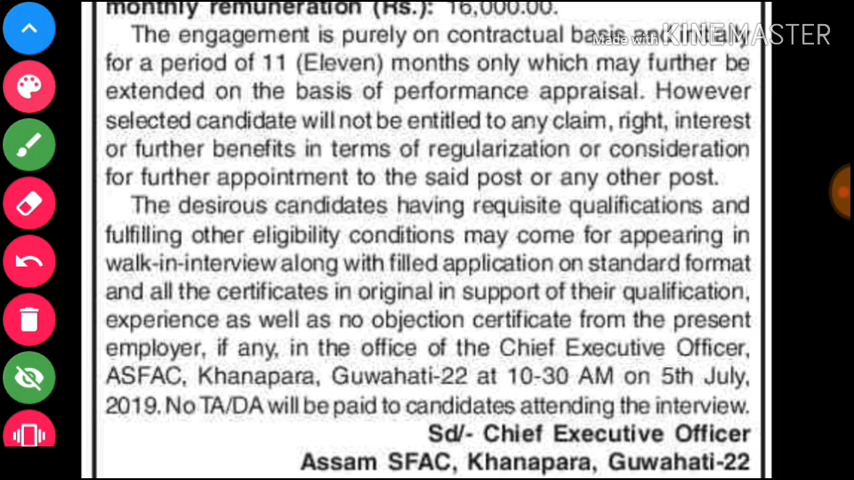 monthly remuneration (Rs.): 16,000.00.
The engagement is purely on contractual basis and initially
for a period of 11 (Eleven) months only which may further be
extended on the basis of performance appraisal. However
selected candidate will not be entitled to any claim, right, interest
or further benefits in terms of regularization or consideration
for further appointment to the said post or any other post.
The desirous candidates having requisite qualifications and
fulfilling other eligibility conditions may come for appearing in
walk-in-interview along with filled application on standard format
and all the certificates in original in support of their qualification,
experience as well as no objection certificate from the present
employer, if any, in the office of the Chief Executive Officer,
ASFAC, Khanapara, Guwahati-22 at 10-30 AM on 5th July,
2019. No TA/DA will be paid to candidates attending the interview.
Sd/- Chief Executive Officer
Assam SFAC, Khanapara, Guwahati-22
Made with KINEMASTER